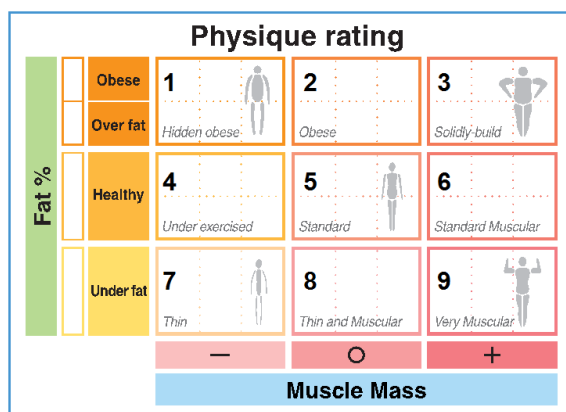 Physique rating
Fat %
Obese
Over fat
Healthy
Under fat
1
Hidden obese
2
Obese
3
Solidly-build
4
Under exercised
5
Standard
6
Standard Muscular
7
Thin
8
Thin and Muscular
9
Very Muscular
− O +
Muscle Mass